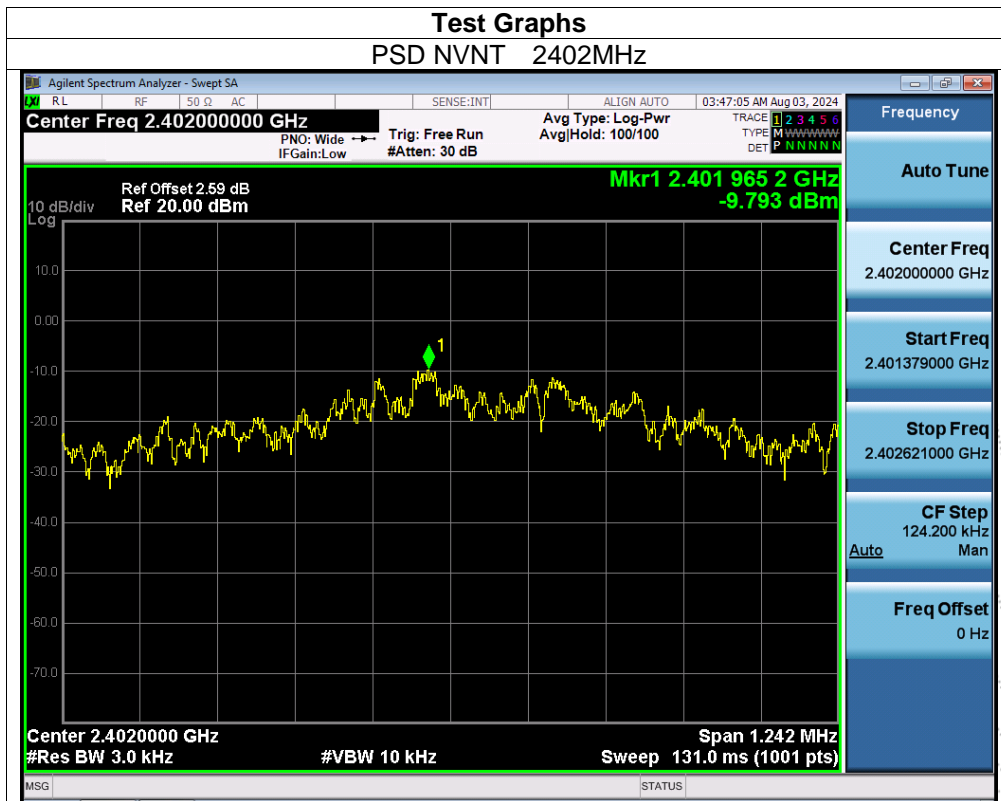 Test Graphs
PSD NVNT 2402MHz
Agilent Spectrum Analyzer - Swept SA
LXI RL RF 50 Ω AC SENSE:INT ALIGN AUTO 03:47:05 AM Aug 03, 2024
Center Freq 2.402000000 GHz
PNO: Wide
IFGain:Low
Trig: Free Run
#Atten: 30 dB
Avg Type: Log-Pwr
Avg|Hold: 100/100
TRACE 1 2 3 4 5 6
TYPE M WWWWW
DET P N N N N N
Frequency
Auto Tune
Center Freq
2.402000000 GHz
Start Freq
2.401379000 GHz
Stop Freq
2.402621000 GHz
CF Step
124.200 kHz
Auto Man
Freq Offset
0 Hz
Mkr1 2.401 965 2 GHz
-9.793 dBm
Ref Offset 2.59 dB
10 dB/div Ref 20.00 dBm
Log
10.0
0.00
-10.0
-20.0
-30.0
-40.0
-50.0
-60.0
-70.0
1
Center 2.4020000 GHz Span 1.242 MHz
#Res BW 3.0 kHz #VBW 10 kHz Sweep 131.0 ms (1001 pts)
MSG STATUS